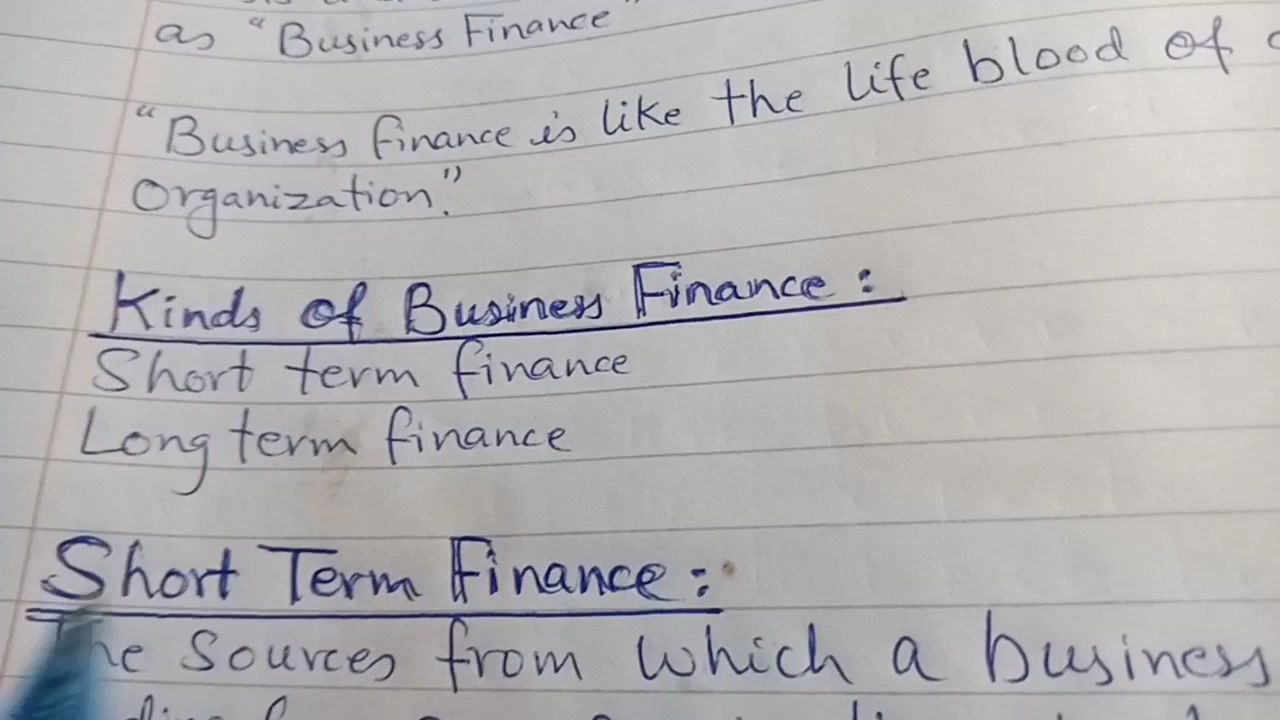 as "Business Finance"
"Business finance is like the life blood of
Organization."
Kinds of Business Finance:
Short term finance
Long term finance
Short Term Finance:
The sources from which a business